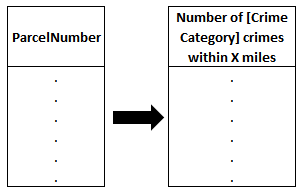 ParcelNumber
Number of [Crime
Category] crimes
within X miles